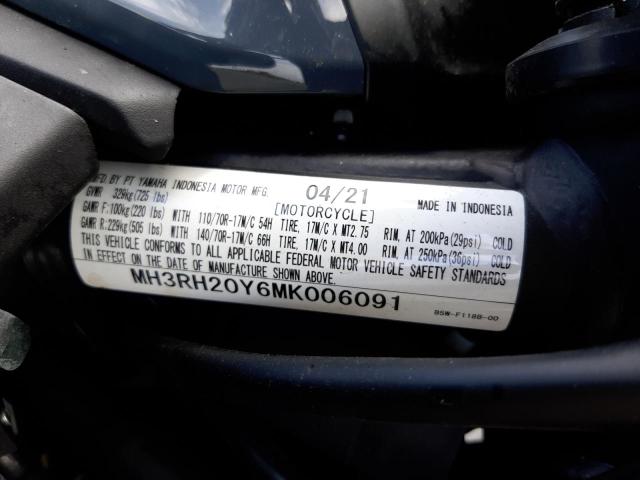 MFD. BY PT YAMAHA INDONESIA MOTOR MFG. 04/21 MADE IN INDONESIA
GVWR 329kg(725 lbs) [MOTORCYCLE]
GAWR F:100kg(220 lbs) WITH 110/70R-17M/C 54H TIRE, 17M/C X MT2.75 RIM, AT 200kPa(29psi) COLD
GAWR R:229kg(505 lbs) WITH 140/70R-17M/C 66H TIRE, 17M/C X MT4.00 RIM, AT 250kPa(36psi) COLD
THIS VEHICLE CONFORMS TO ALL APPLICABLE FEDERAL MOTOR VEHICLE SAFETY STANDARDS
IN EFFECT ON THE DATE OF MANUFACTURE SHOWN ABOVE.
MH3RH20Y6MK006091
B5W-F118B-00